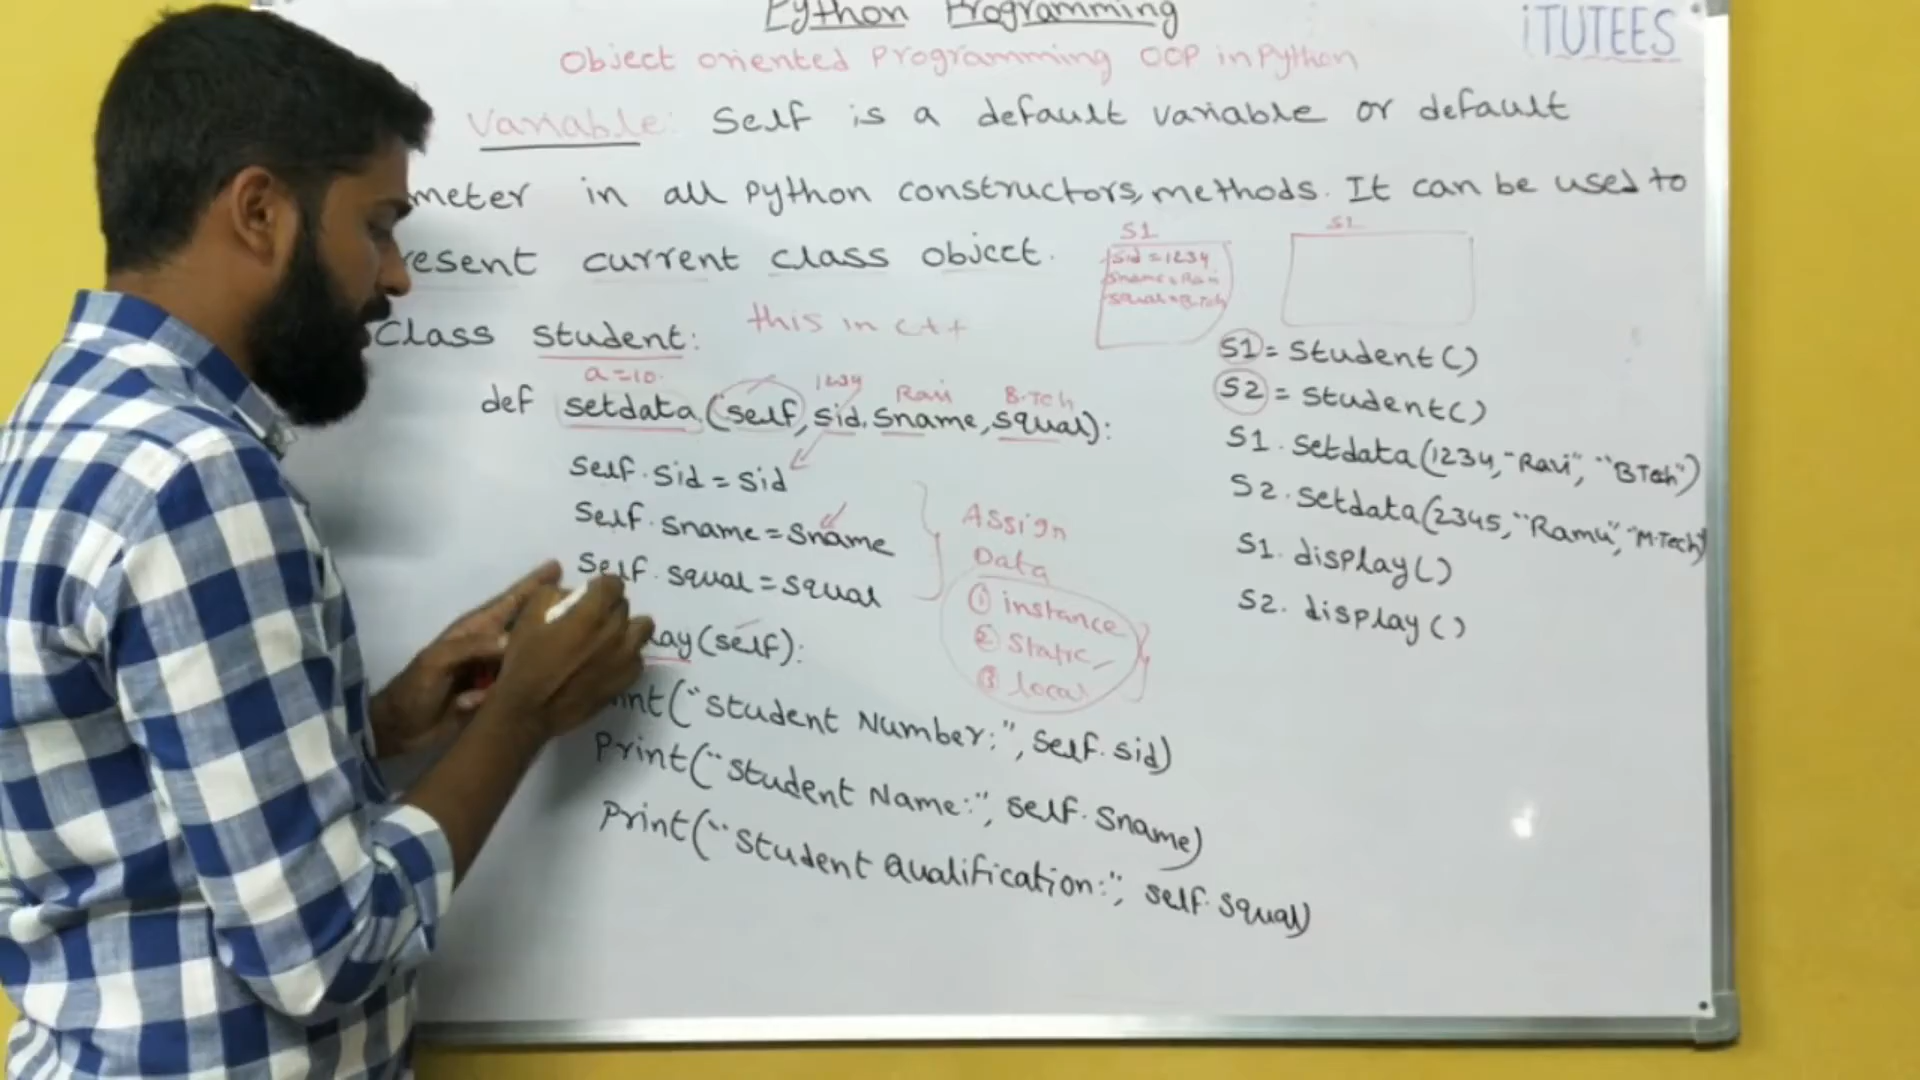 Python Programming
iTUTEES
Object oriented Programming OOP in Python
Variable: Self is a default variable or default
meter in all Python constructors, methods. It can be used to
resent current class object.
S1
sid = 1234
Sname = Ravi
squal = B.Tch
Class Student:
this in c++
a = 10
1234 Ravi B.Tch
def setdata (self, sid, Sname, squal):
Self.sid = sid
Self.sname = Sname
Self.squal = squal
Assign
Data
① instance
② Static
③ local
lay (self):
int("Student Number:", self.sid)
Print("Student Name:", self.Sname)
Print("Student Qualification:", self.squal)
S1 = Student()
S2 = Student()
S1.Setdata(1234, "Ravi", "BTech")
S2.Setdata(2345, "Ramu", "M.Tech)
S1.display()
S2.display()